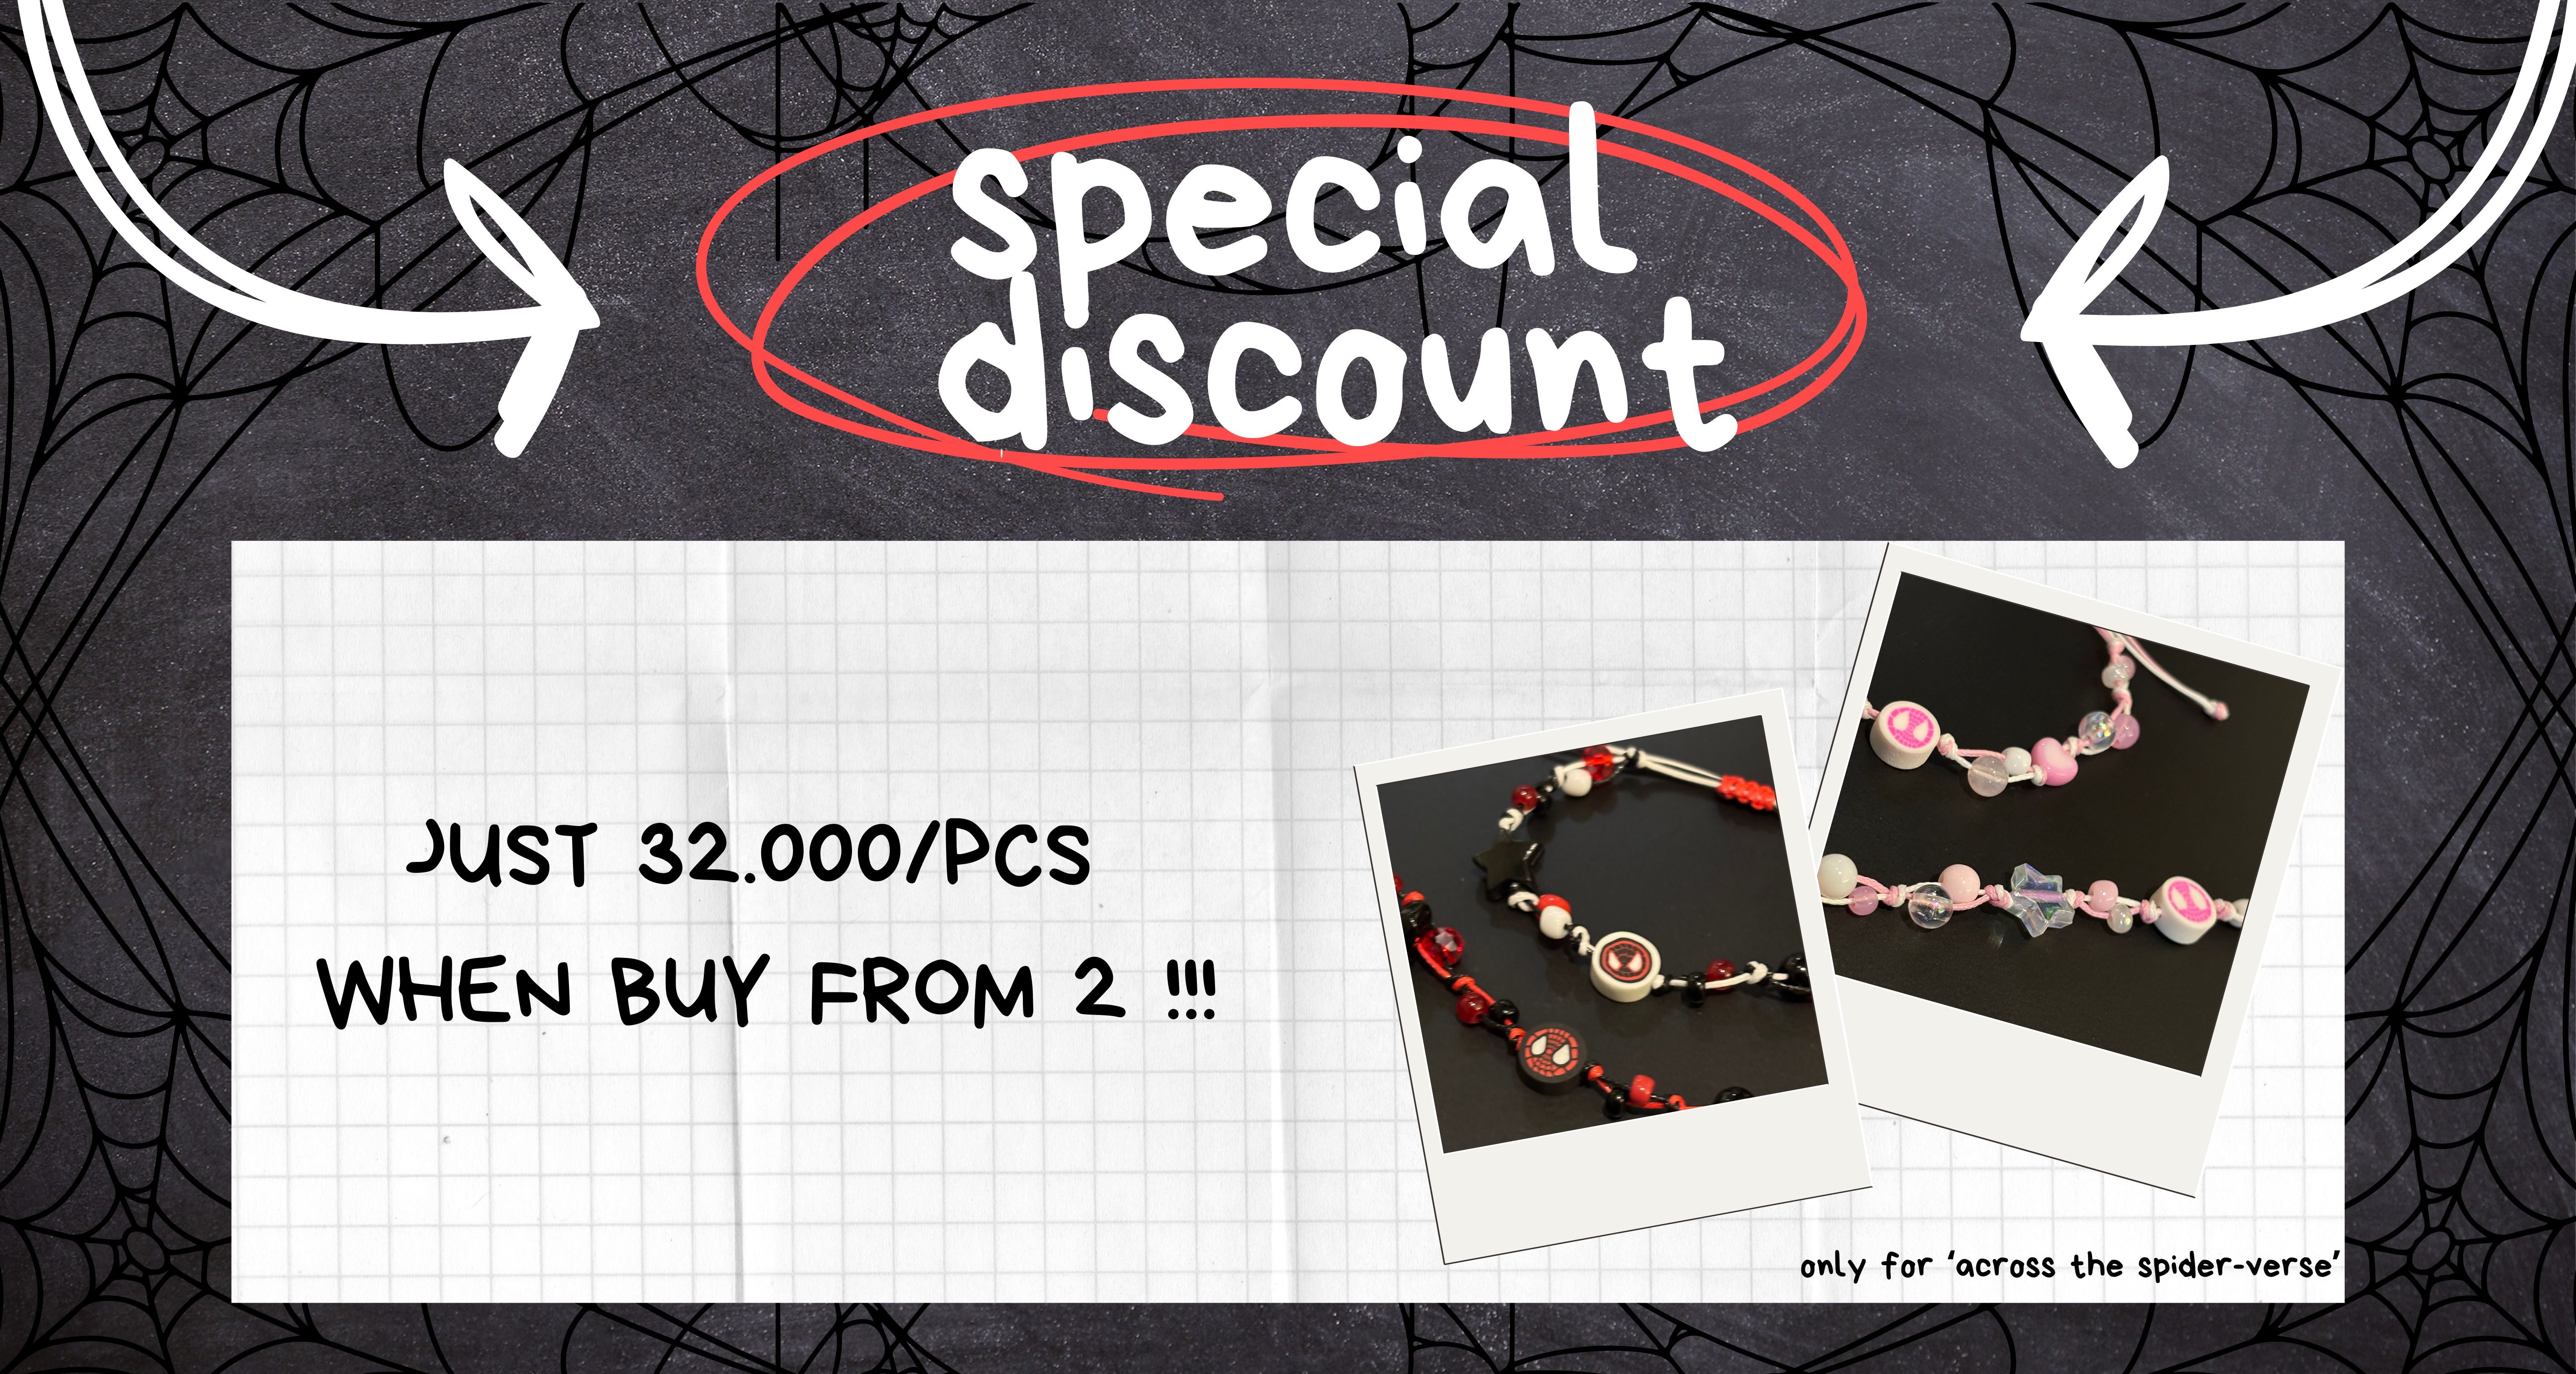 special
discount
JUST 32.000/PCS
WHEN BUY FROM 2 !!!
only for 'across the spider-verse'